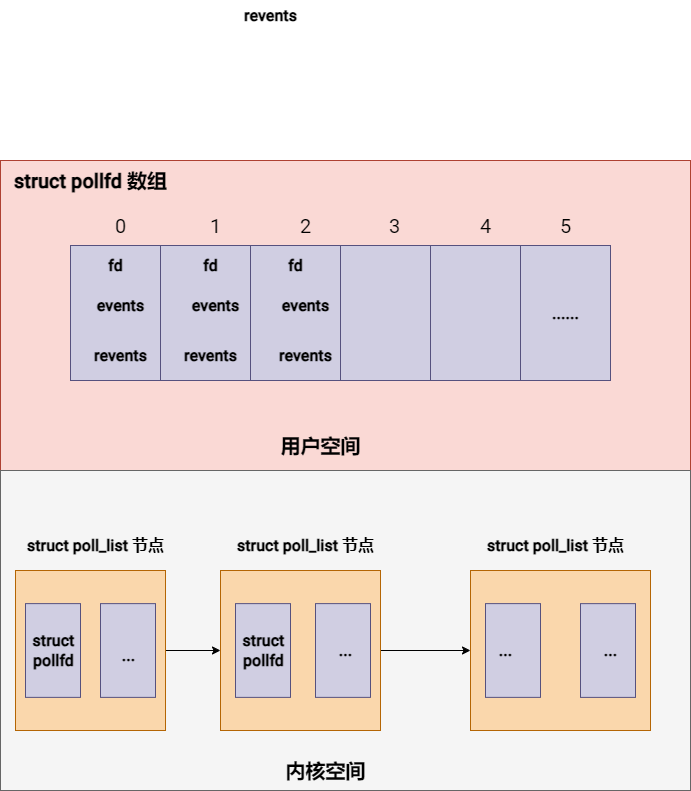 revents
struct pollfd 数组
0 1 2 3 4 5
fd fd fd
events events events
......
revents revents revents
用户空间
struct poll_list 节点 struct poll_list 节点 struct poll_list 节点
struct struct
pollfd ... pollfd ... ... ...
内核空间